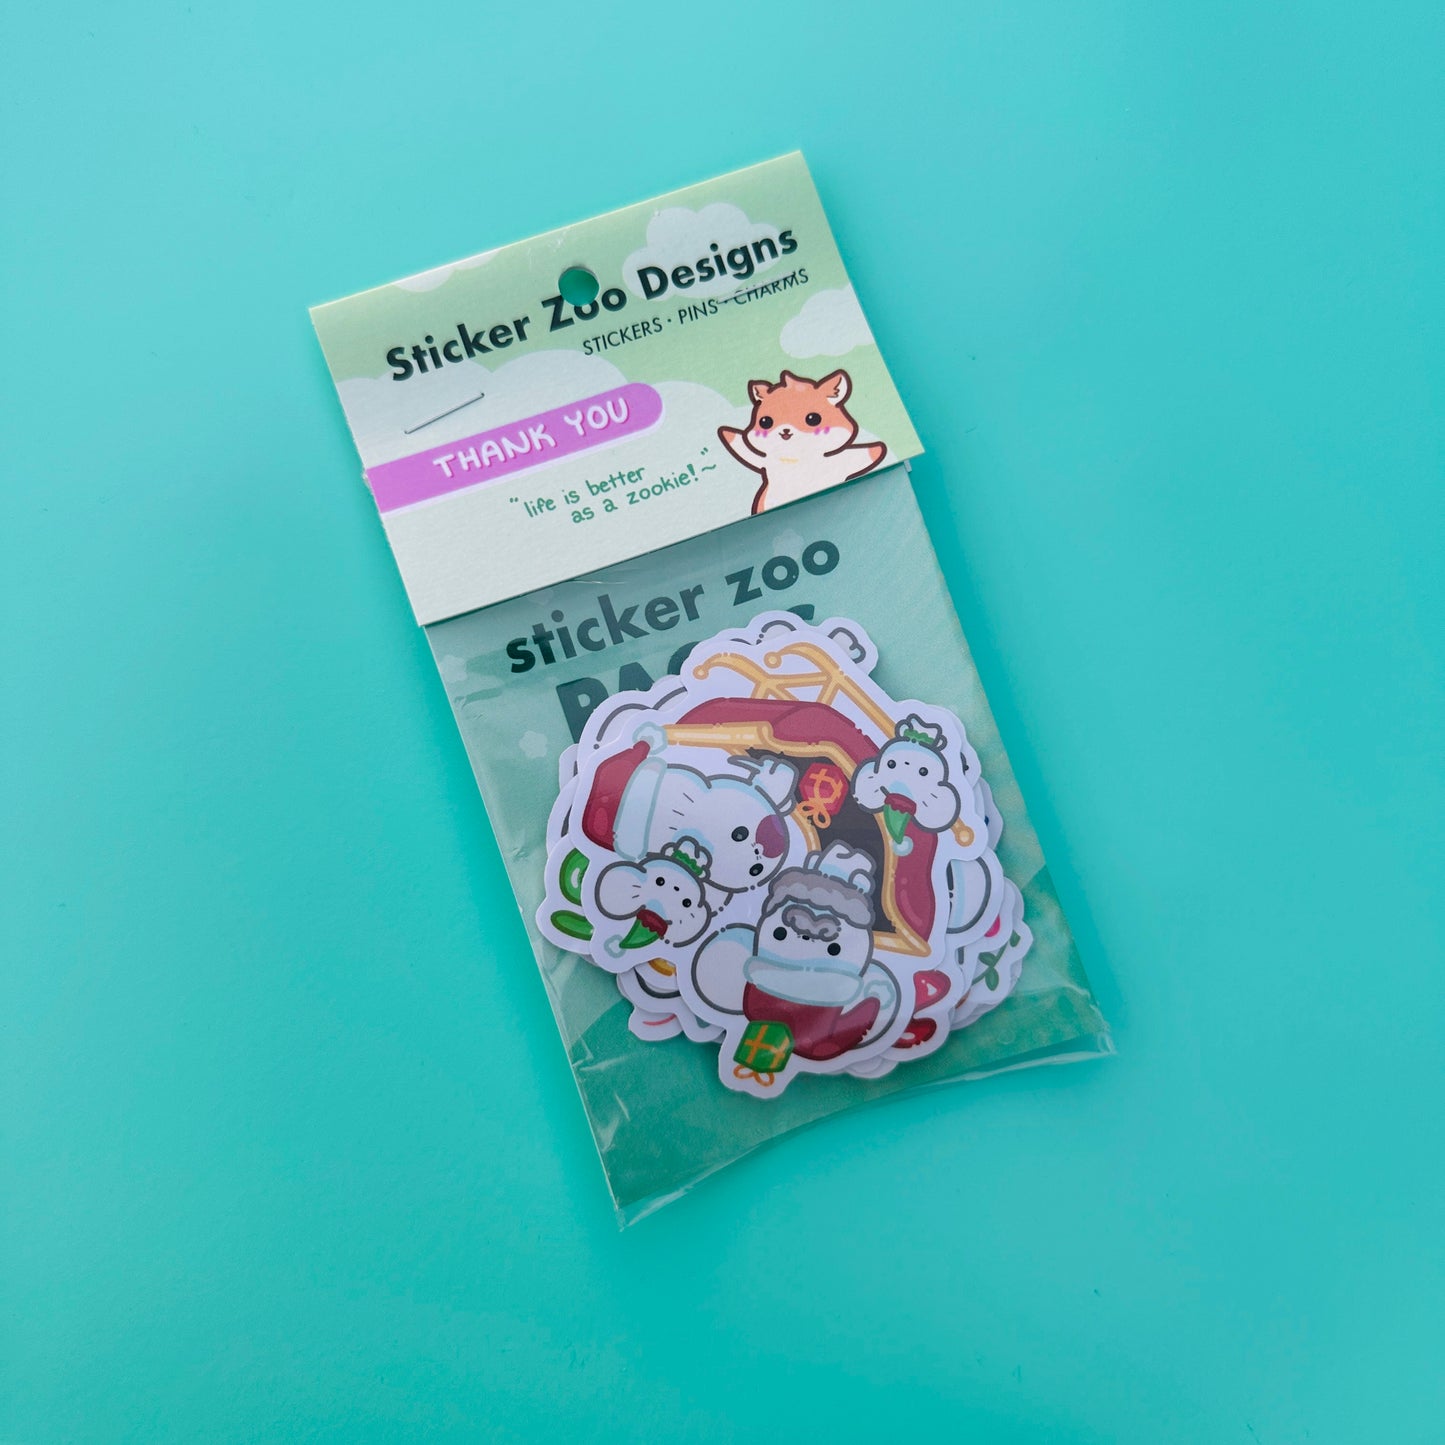 Sticker Zoo Designs
STICKERS · PINS · CHARMS
THANK YOU
"life is better
as a zookie!"~
sticker zoo